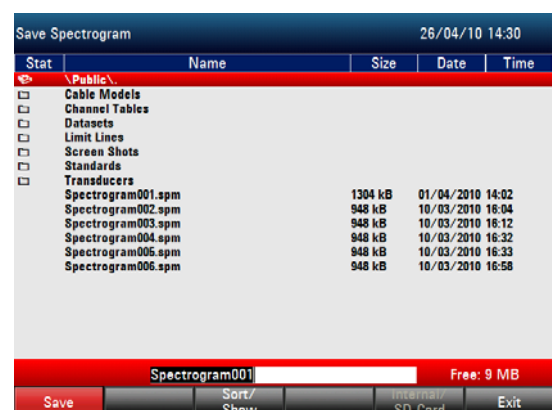 Save Spectrogram 26/04/10 14:30
Stat Name Size Date Time
\Public\.
Cable Models
Channel Tables
Datasets
Limit Lines
Screen Shots
Standards
Transducers
Spectrogram001.spm 1304 kB 01/04/2010 14:02
Spectrogram002.spm 948 kB 10/03/2010 16:04
Spectrogram003.spm 948 kB 10/03/2010 16:12
Spectrogram004.spm 948 kB 10/03/2010 16:32
Spectrogram005.spm 948 kB 10/03/2010 16:33
Spectrogram006.spm 948 kB 10/03/2010 16:58
Spectrogram001 Free: 9 MB
Save Sort/ Internal/ Exit
Show SD Card